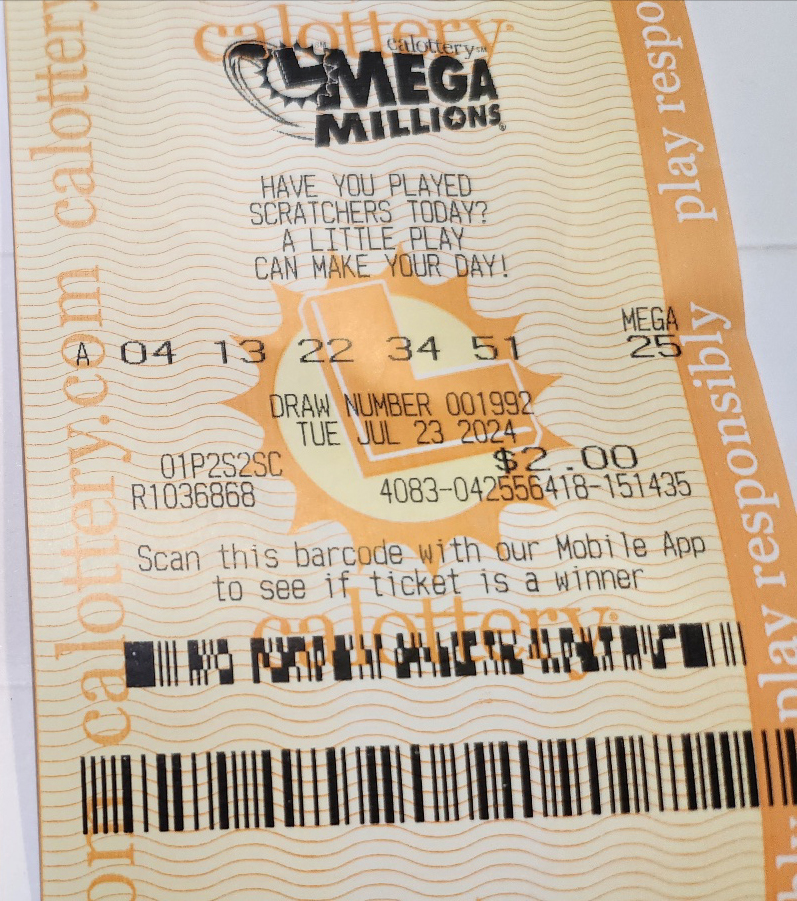 calottery
calottery℠
MEGA
MILLIONS®
HAVE YOU PLAYED
SCRATCHERS TODAY?
A LITTLE PLAY
CAN MAKE YOUR DAY!
MEGA
A 04 13 22 34 51 25
DRAW NUMBER 001992
TUE JUL 23 2024
01P2S2SC $2.00
R1036868 4083-042556418-151435
Scan this barcode with our Mobile App
to see if ticket is a winner
calottery
calottery.com calottery
play respo
play responsibly